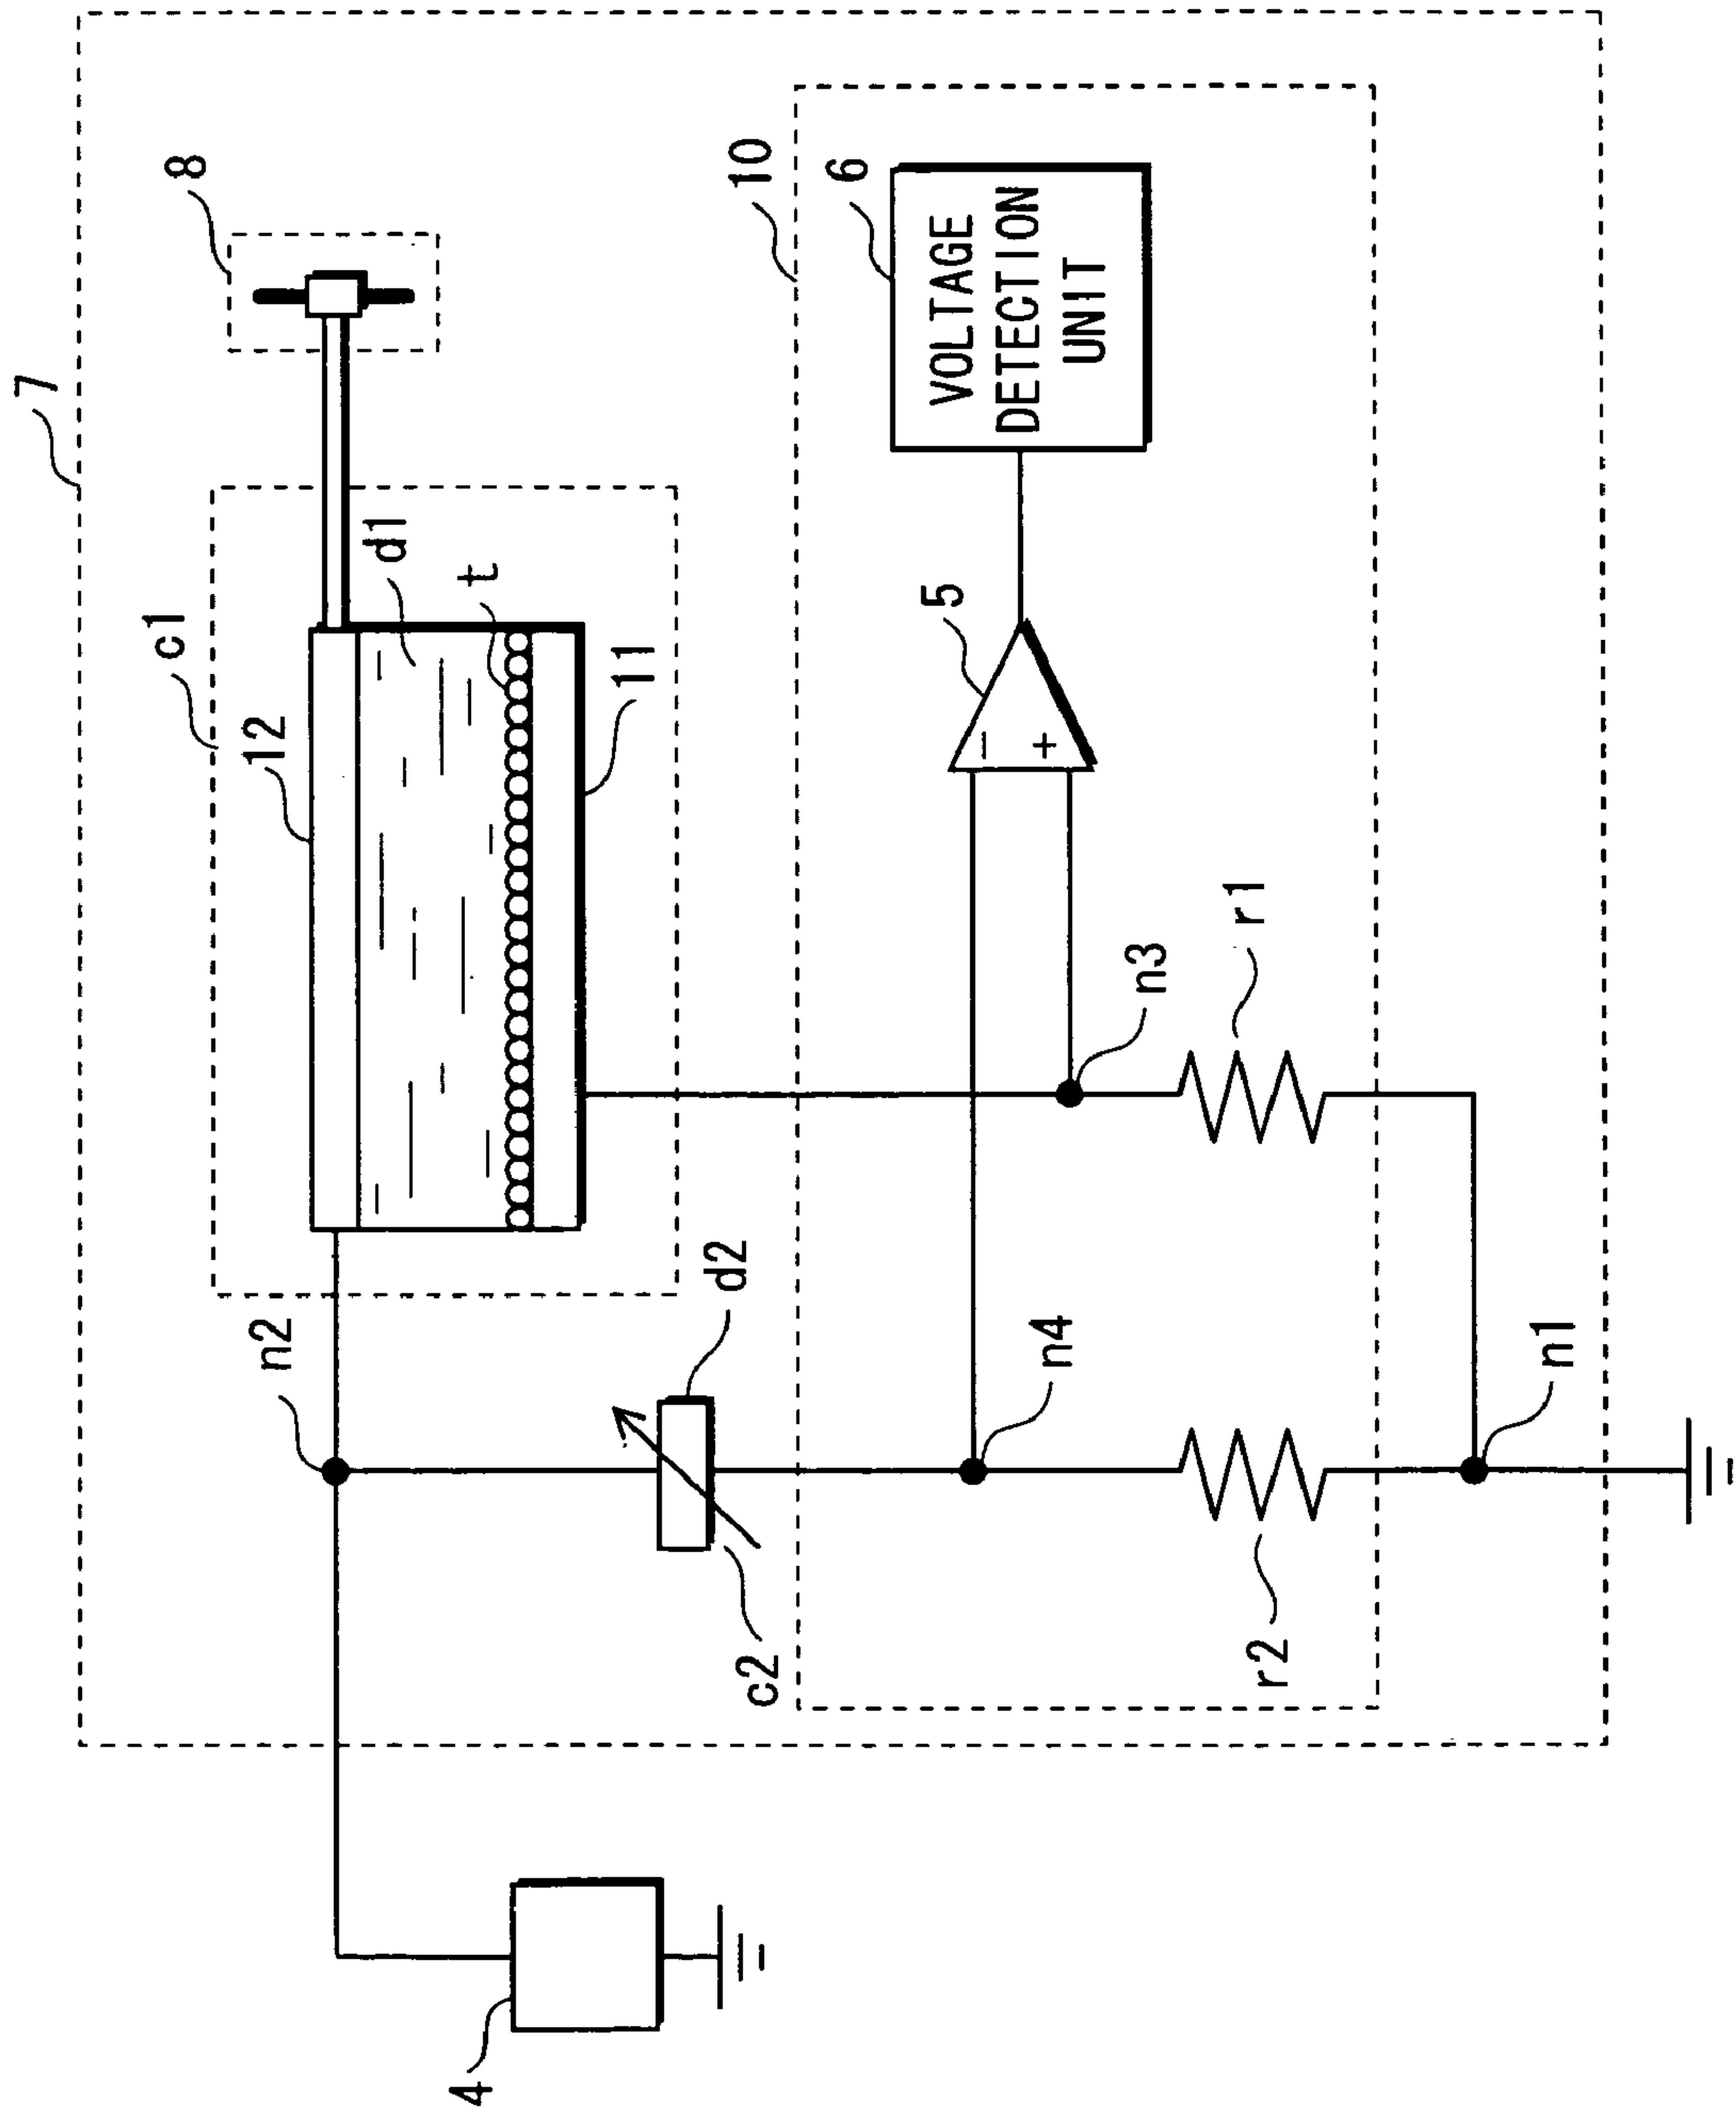 7
c1
8
n2
12
d1
4
t
11
d2
10
c2
6
5
VOLTAGE
DETECTION
UNIT
−
+
n4
n3
r1
r2
n1